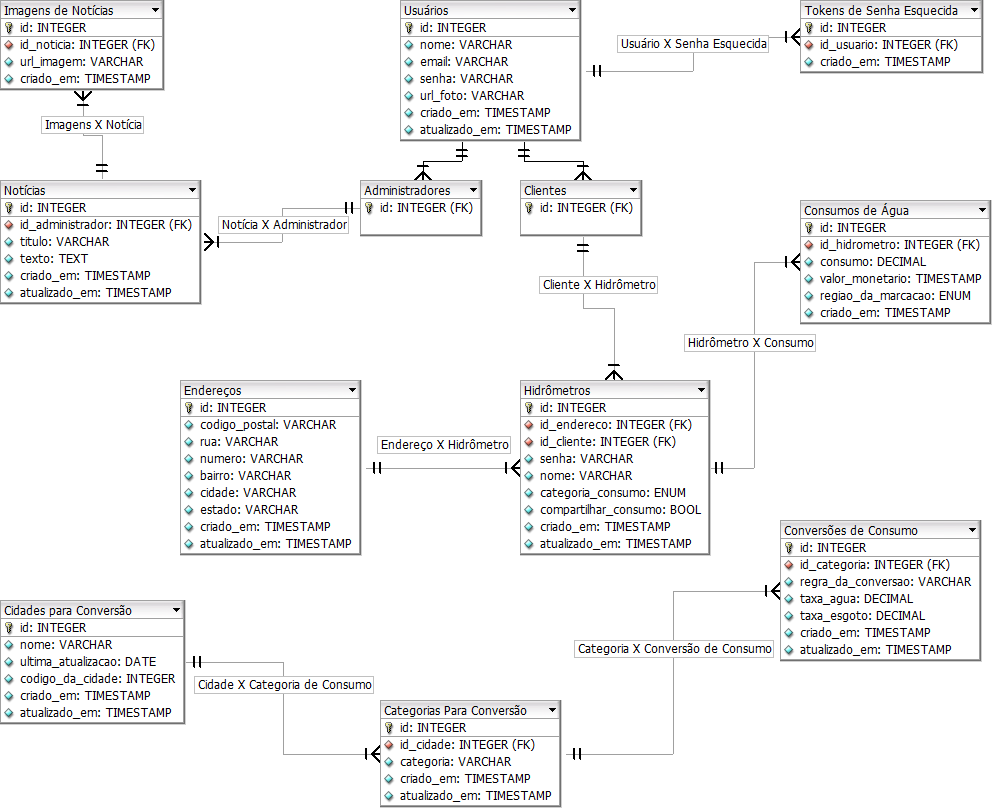 Imagens de Notícias
id: INTEGER
id_noticia: INTEGER (FK)
url_imagem: VARCHAR
criado_em: TIMESTAMP
Usuários
id: INTEGER
nome: VARCHAR
email: VARCHAR
senha: VARCHAR
url_foto: VARCHAR
criado_em: TIMESTAMP
atualizado_em: TIMESTAMP
Usuário X Senha Esquecida
Tokens de Senha Esquecida
id: INTEGER
id_usuario: INTEGER (FK)
criado_em: TIMESTAMP
Imagens X Notícia
Notícias
id: INTEGER
id_administrador: INTEGER (FK)
titulo: VARCHAR
texto: TEXT
criado_em: TIMESTAMP
atualizado_em: TIMESTAMP
Notícia X Administrador
Administradores
id: INTEGER (FK)
Clientes
id: INTEGER (FK)
Cliente X Hidrômetro
Consumos de Água
id: INTEGER
id_hidrometro: INTEGER (FK)
consumo: DECIMAL
valor_monetario: TIMESTAMP
regiao_da_marcacao: ENUM
criado_em: TIMESTAMP
Hidrômetro X Consumo
Endereços
id: INTEGER
codigo_postal: VARCHAR
rua: VARCHAR
numero: VARCHAR
bairro: VARCHAR
cidade: VARCHAR
estado: VARCHAR
criado_em: TIMESTAMP
atualizado_em: TIMESTAMP
Endereço X Hidrômetro
Hidrômetros
id: INTEGER
id_endereco: INTEGER (FK)
id_cliente: INTEGER (FK)
senha: VARCHAR
nome: VARCHAR
categoria_consumo: ENUM
compartilhar_consumo: BOOL
criado_em: TIMESTAMP
atualizado_em: TIMESTAMP
Conversões de Consumo
id: INTEGER
id_categoria: INTEGER (FK)
regra_da_conversao: VARCHAR
taxa_agua: DECIMAL
taxa_esgoto: DECIMAL
criado_em: TIMESTAMP
atualizado_em: TIMESTAMP
Categoria X Conversão de Consumo
Cidades para Conversão
id: INTEGER
nome: VARCHAR
ultima_atualizacao: DATE
codigo_da_cidade: INTEGER
criado_em: TIMESTAMP
atualizado_em: TIMESTAMP
Cidade X Categoria de Consumo
Categorias Para Conversão
id: INTEGER
id_cidade: INTEGER (FK)
categoria: VARCHAR
criado_em: TIMESTAMP
atualizado_em: TIMESTAMP